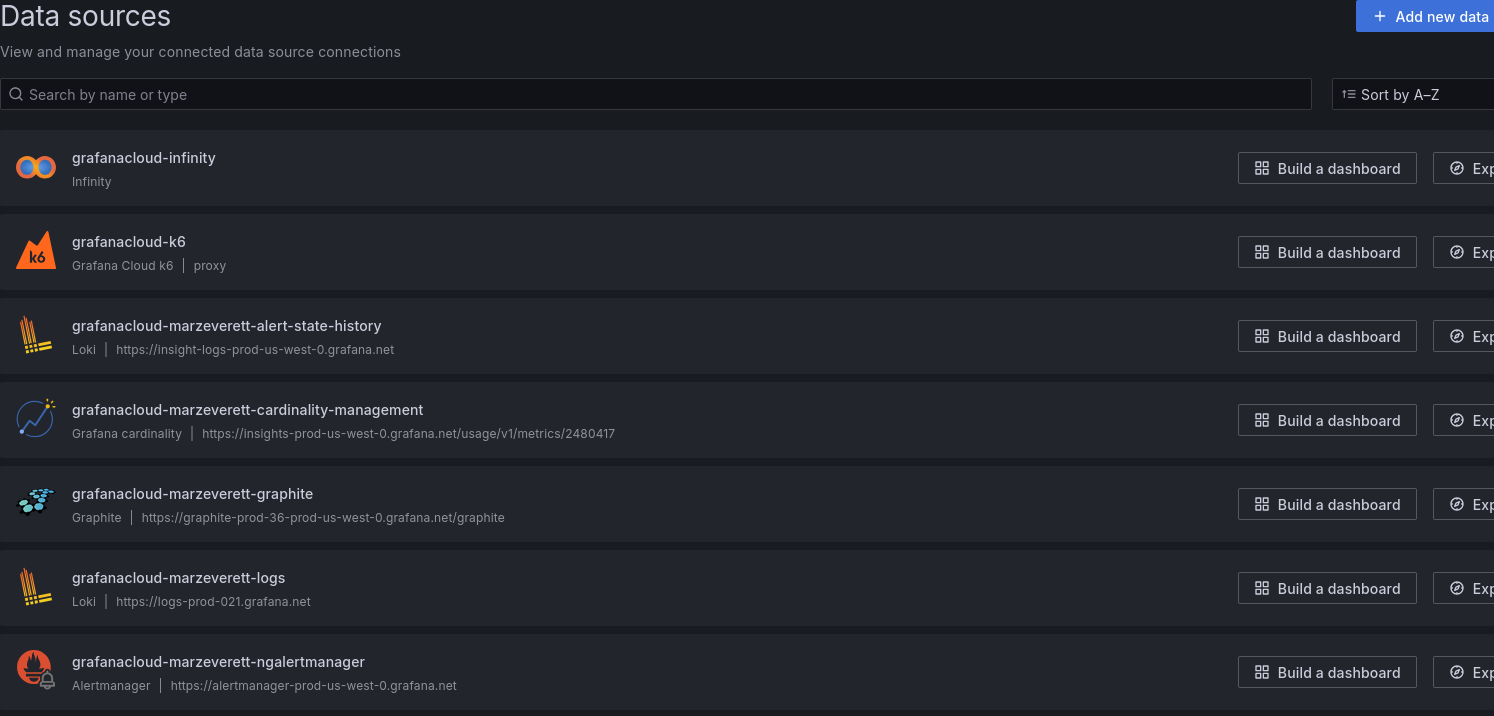 Data sources
Add new data
View and manage your connected data source connections
Search by name or type
Sort by A–Z
grafanacloud-infinity
Infinity
Build a dashboard
Exp
k6
grafanacloud-k6
Grafana Cloud k6 | proxy
Build a dashboard
Exp
grafanacloud-marzeverett-alert-state-history
Loki | https://insight-logs-prod-us-west-0.grafana.net
Build a dashboard
Exp
grafanacloud-marzeverett-cardinality-management
Grafana cardinality | https://insights-prod-us-west-0.grafana.net/usage/v1/metrics/2480417
Build a dashboard
Exp
grafanacloud-marzeverett-graphite
Graphite | https://graphite-prod-36-prod-us-west-0.grafana.net/graphite
Build a dashboard
Exp
grafanacloud-marzeverett-logs
Loki | https://logs-prod-021.grafana.net
Build a dashboard
Exp
grafanacloud-marzeverett-ngalertmanager
Alertmanager | https://alertmanager-prod-us-west-0.grafana.net
Build a dashboard
Exp